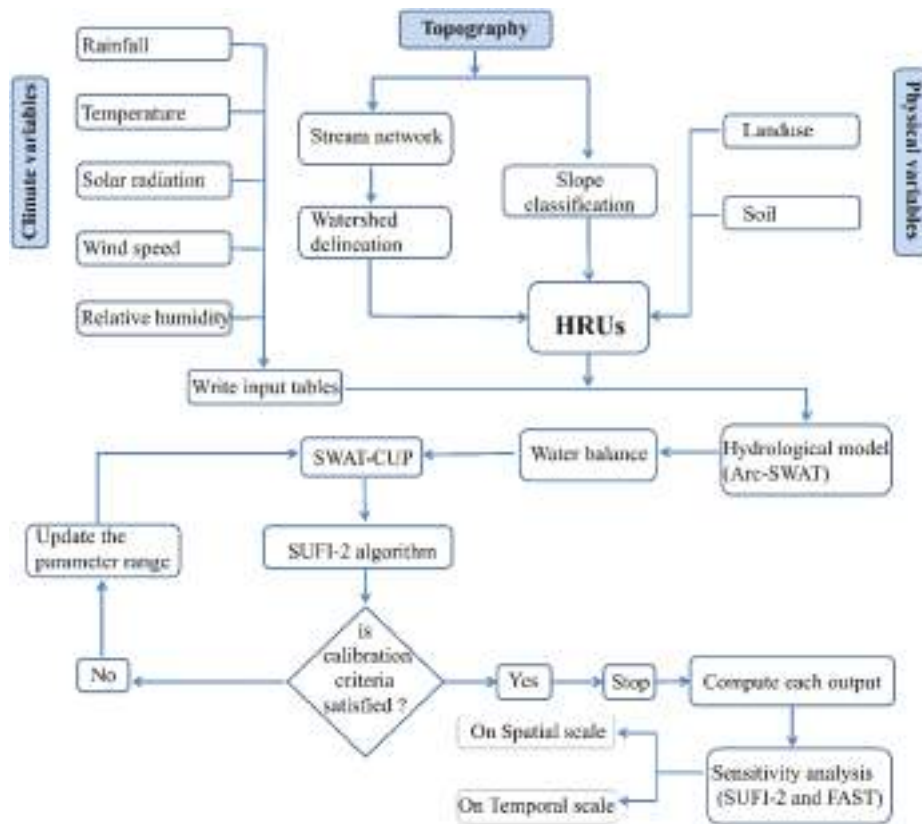 Topography
Climate variables
Physical variables
Rainfall
Temperature
Solar radiation
Wind speed
Relative humidity
Stream network
Watershed
delineation
Slope
classification
Landuse
Soil
HRUs
Write input tables
SWAT-CUP
Water balance
Hydrological model
(Arc-SWAT)
Update the
parameter range
SUFI-2 algorithm
is
calibration
criteria
satisfied ?
No
Yes
Stop
Compute each output
On Spatial scale
On Temporal scale
Sensitivity analysis
(SUFI-2 and FAST)